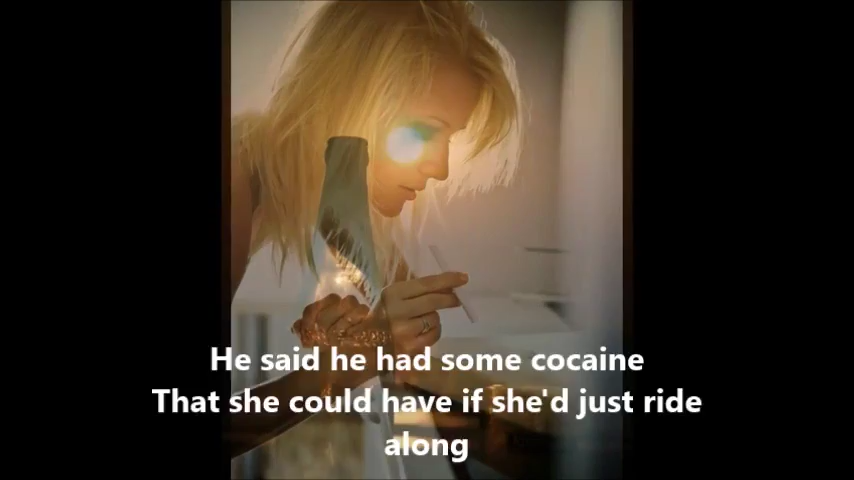 He said he had some cocaine
That she could have if she'd just ride
along